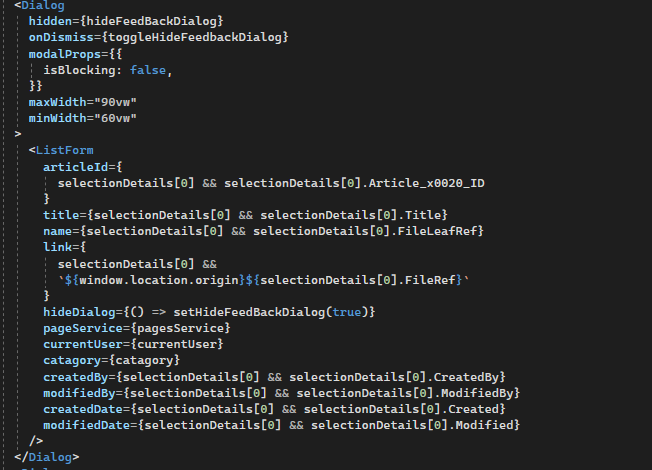 <Dialog
hidden={hideFeedBackDialog}
onDismiss={toggleHideFeedbackDialog}
modalProps={{
isBlocking: false,
}}
maxWidth="90vw"
minWidth="60vw"
>
<ListForm
articleId={
selectionDetails[0] && selectionDetails[0].Article_x0020_ID
}
title={selectionDetails[0] && selectionDetails[0].Title}
name={selectionDetails[0] && selectionDetails[0].FileLeafRef}
link={
selectionDetails[0] &&
`${window.location.origin}${selectionDetails[0].FileRef}`
}
hideDialog={() => setHideFeedBackDialog(true)}
pageService={pagesService}
currentUser={currentUser}
catagory={catagory}
createdBy={selectionDetails[0] && selectionDetails[0].CreatedBy}
modifiedBy={selectionDetails[0] && selectionDetails[0].ModifiedBy}
createdDate={selectionDetails[0] && selectionDetails[0].Created}
modifiedDate={selectionDetails[0] && selectionDetails[0].Modified}
/>
</Dialog>